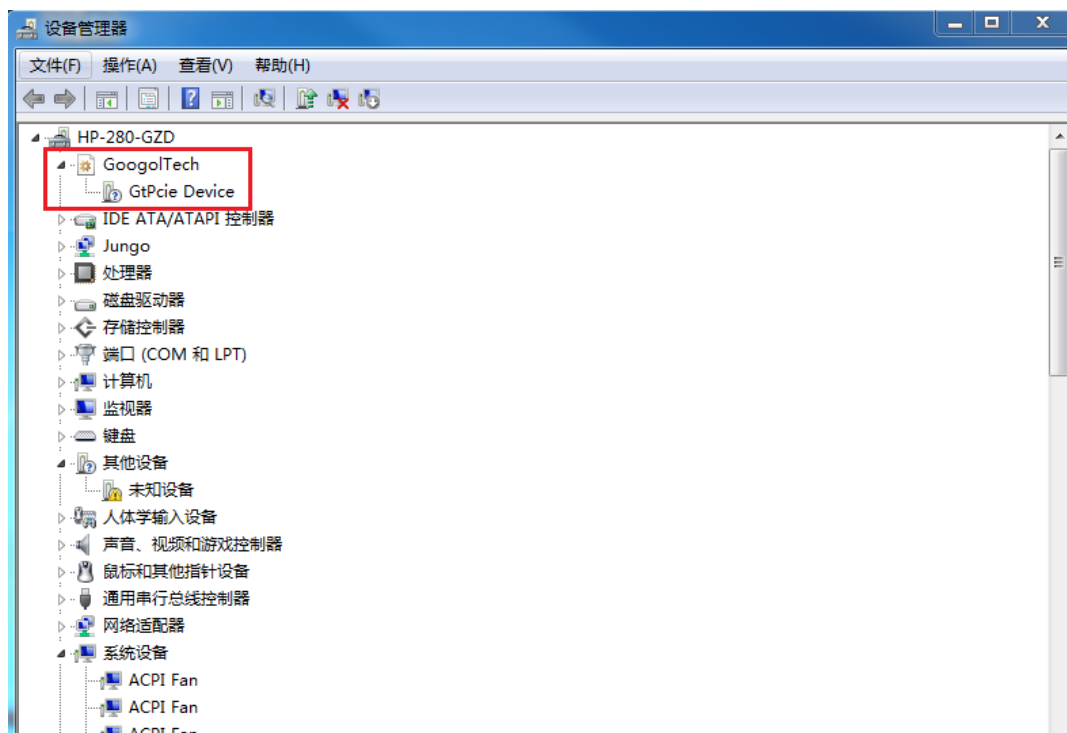 设备管理器
文件(F) 操作(A) 查看(V) 帮助(H)
HP-280-GZD
GoogolTech
GtPcie Device
IDE ATA/ATAPI 控制器
Jungo
处理器
磁盘驱动器
存储控制器
端口 (COM 和 LPT)
计算机
监视器
键盘
其他设备
未知设备
人体学输入设备
声音、视频和游戏控制器
鼠标和其他指针设备
通用串行总线控制器
网络适配器
系统设备
ACPI Fan
ACPI Fan
ACPI Fan